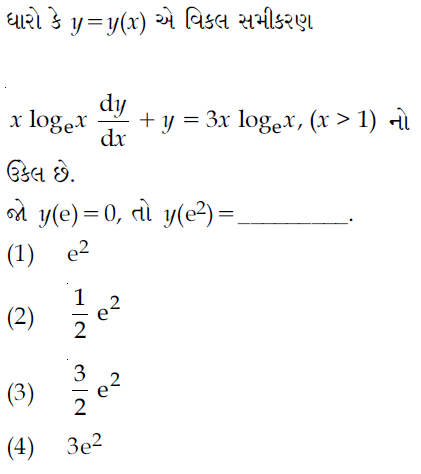 ધારો કે y=y(x) એ વિકલ સમીકરણ
x logₑx dy/dx + y = 3x logₑx, (x > 1) નો
ઉકેલ છે.
જો y(e)=0, તો y(e²)=_________.
(1) e²
(2) 1/2 e²
(3) 3/2 e²
(4) 3e²